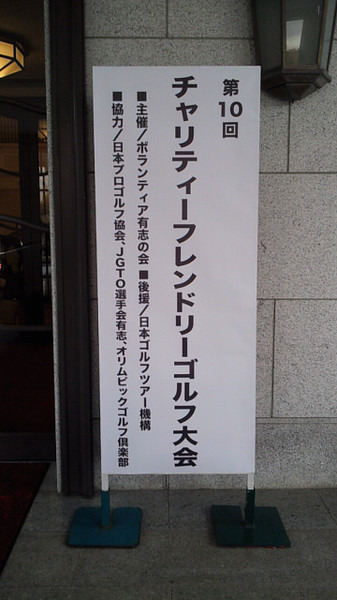 第10回
チャリティーフレンドリーゴルフ大会
■主催/ボランティア有志の会 ■後援/日本ゴルフツアー機構
■協力/日本プロゴルフ協会、JGTO選手会有志、オリムピックゴルフ倶楽部